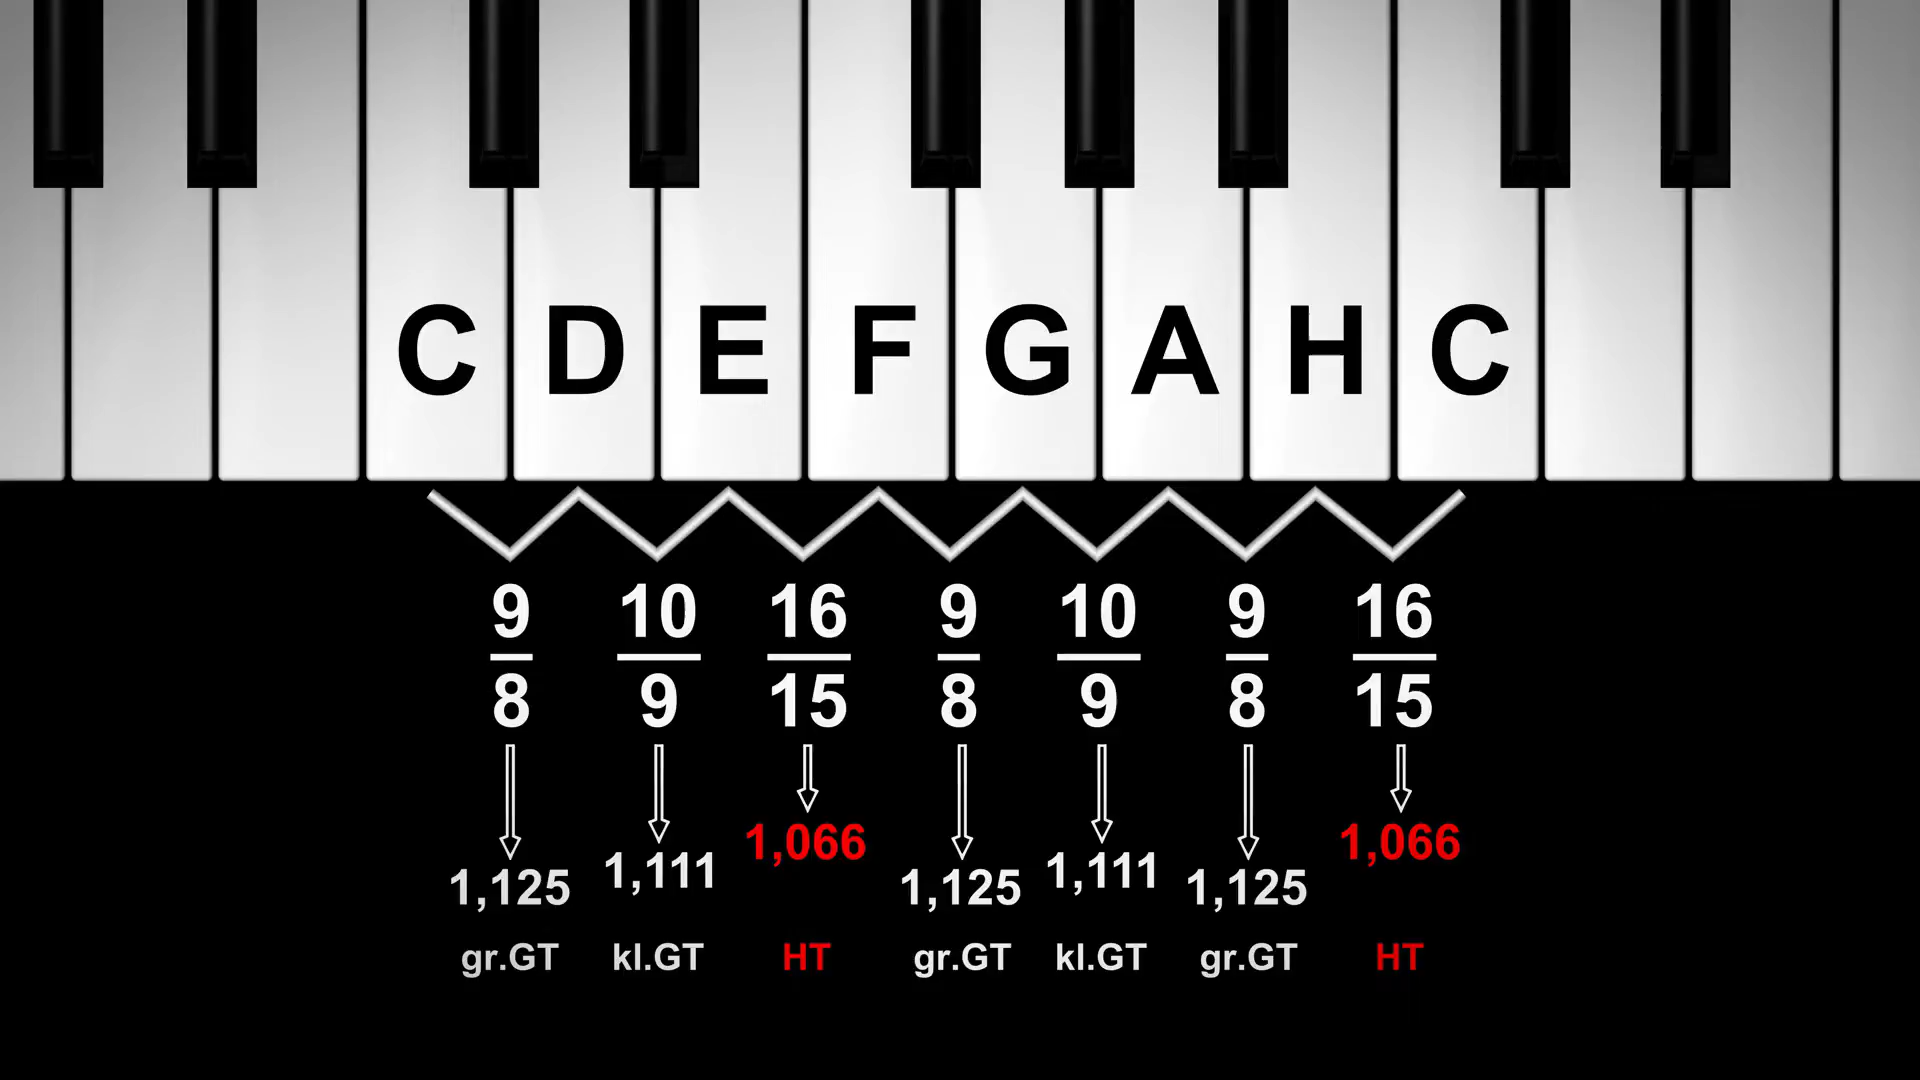 C D E F G A H C
9 10 16 9 10 9 16
8 9 15 8 9 8 15
1,125 1,111 1,066 1,125 1,111 1,125 1,066
gr.GT kl.GT HT gr.GT kl.GT gr.GT HT